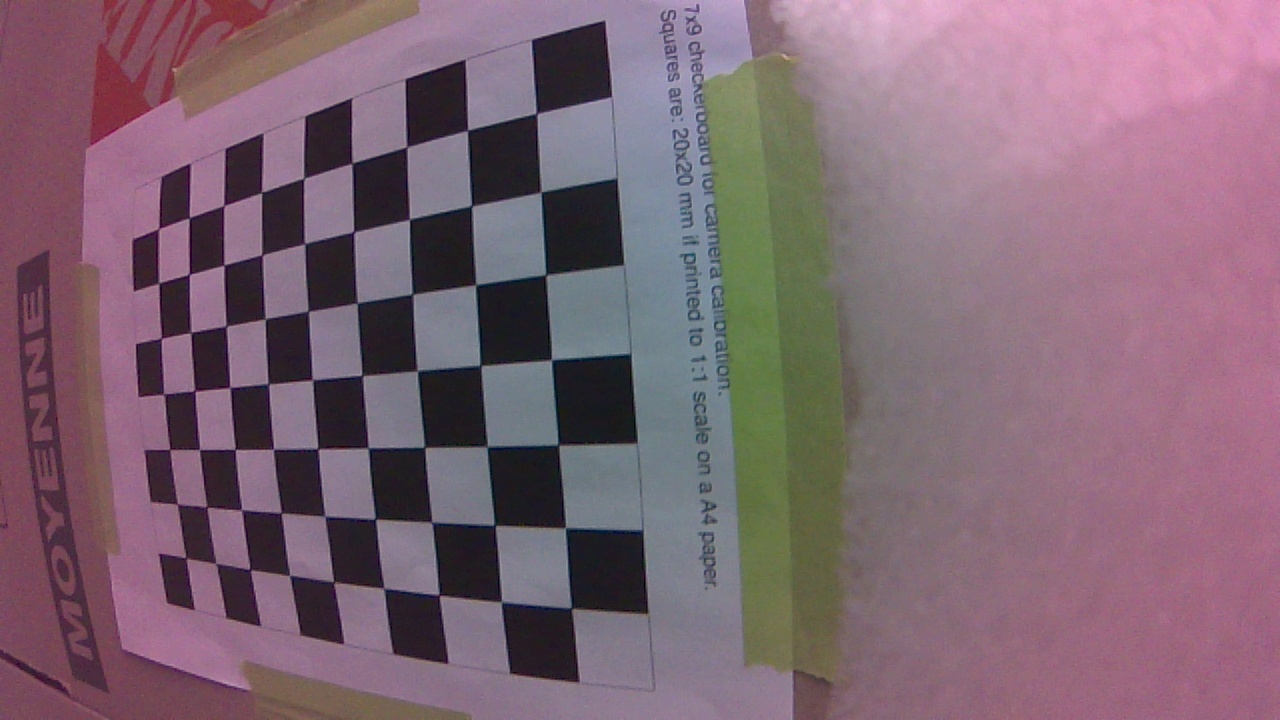 7x9 checkerboard for camera calibration.
Squares are: 20x20 mm if printed to 1:1 scale on a A4 paper.
MOYENNE